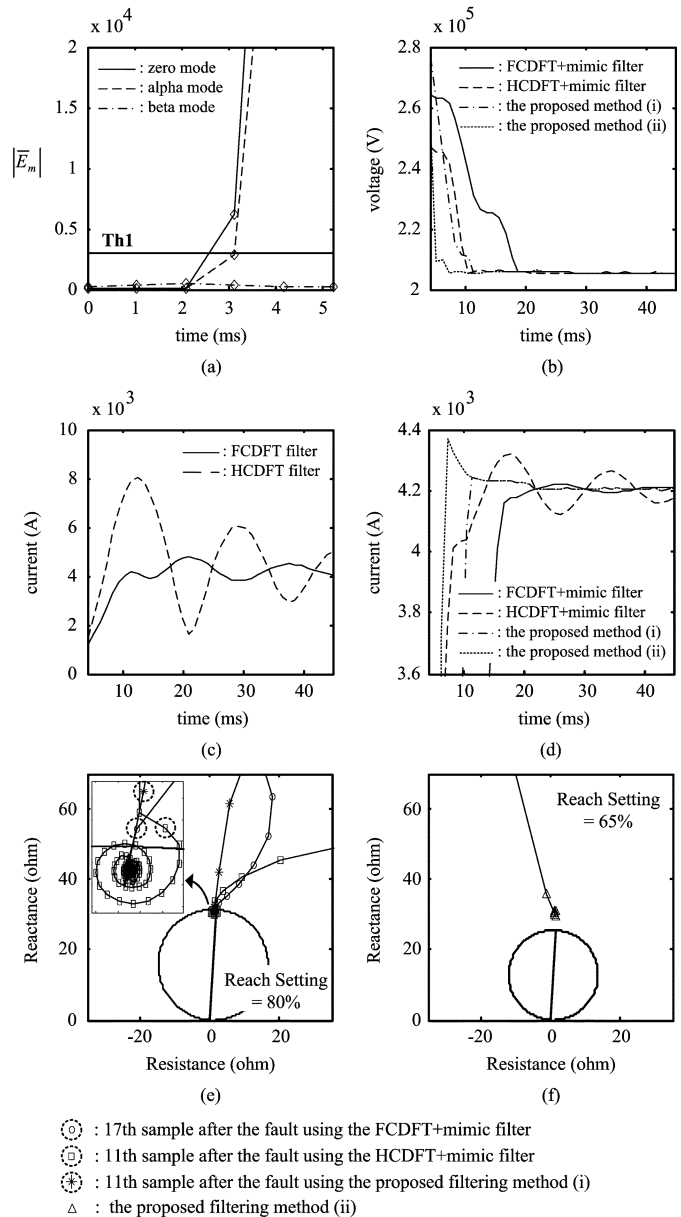 x 10^4
2
1.5
1
0.5
0
|E̅_m|
: zero mode
: alpha mode
: beta mode
Th1
0 1 2 3 4 5
time (ms)
(a)
x 10^5
2.8
2.6
2.4
2.2
2
voltage (V)
: FCDFT+mimic filter
: HCDFT+mimic filter
: the proposed method (i)
: the proposed method (ii)
10 20 30 40
time (ms)
(b)
x 10^3
10
8
6
4
2
0
current (A)
: FCDFT filter
: HCDFT filter
10 20 30 40
time (ms)
(c)
x 10^3
4.4
4.2
4
3.8
3.6
current (A)
: FCDFT+mimic filter
: HCDFT+mimic filter
: the proposed method (i)
: the proposed method (ii)
10 20 30 40
time (ms)
(d)
60
40
20
0
Reactance (ohm)
Reach Setting
= 80%
-20 0 20
Resistance (ohm)
(e)
60
40
20
0
Reactance (ohm)
Reach Setting
= 65%
-20 0 20
Resistance (ohm)
(f)
: 17th sample after the fault using the FCDFT+mimic filter
: 11th sample after the fault using the HCDFT+mimic filter
: 11th sample after the fault using the proposed filtering method (i)
: the proposed filtering method (ii)